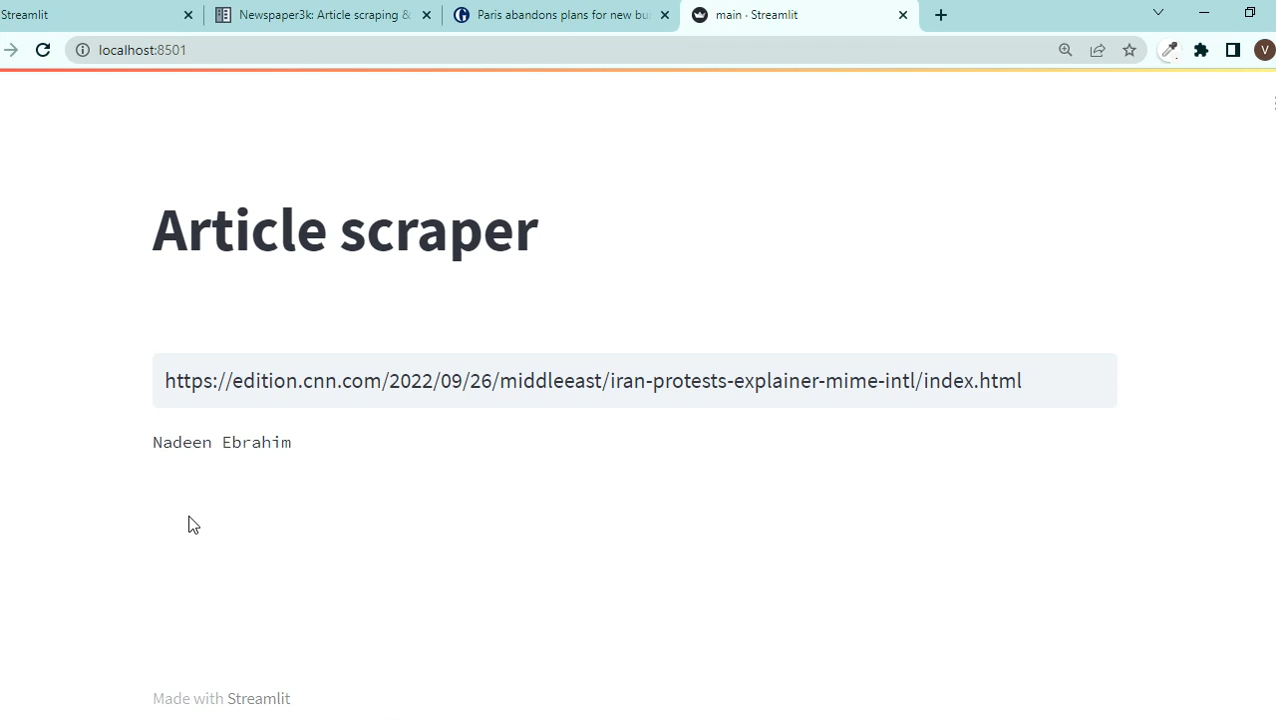 Streamlit
Newspaper3k: Article scraping &
Paris abandons plans for new bui
main · Streamlit
localhost:8501
V
Article scraper
https://edition.cnn.com/2022/09/26/middleeast/iran-protests-explainer-mime-intl/index.html
Nadeen Ebrahim
Made with Streamlit